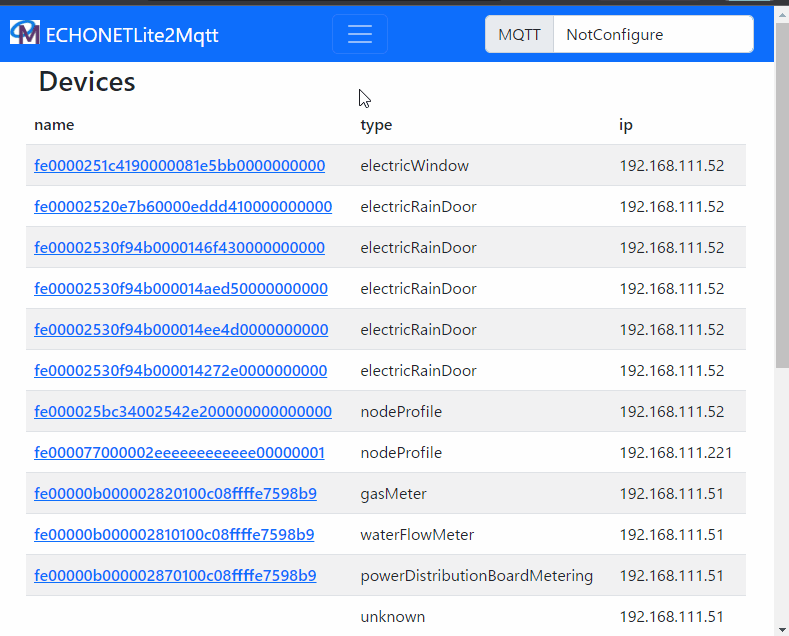 ECHONETLite2Mqtt MQTT NotConfigure
Devices
name type ip
fe0000251c4190000081e5bb0000000000 electricWindow 192.168.111.52
fe00002520e7b60000eddd410000000000 electricRainDoor 192.168.111.52
fe00002530f94b0000146f430000000000 electricRainDoor 192.168.111.52
fe00002530f94b000014aed50000000000 electricRainDoor 192.168.111.52
fe00002530f94b000014ee4d0000000000 electricRainDoor 192.168.111.52
fe00002530f94b000014272e0000000000 electricRainDoor 192.168.111.52
fe000025bc34002542e200000000000000 nodeProfile 192.168.111.52
fe000077000002eeeeeeeeeeee00000001 nodeProfile 192.168.111.221
fe00000b000002820100c08ffffe7598b9 gasMeter 192.168.111.51
fe00000b000002810100c08ffffe7598b9 waterFlowMeter 192.168.111.51
fe00000b000002870100c08ffffe7598b9 powerDistributionBoardMetering 192.168.111.51
unknown 192.168.111.51